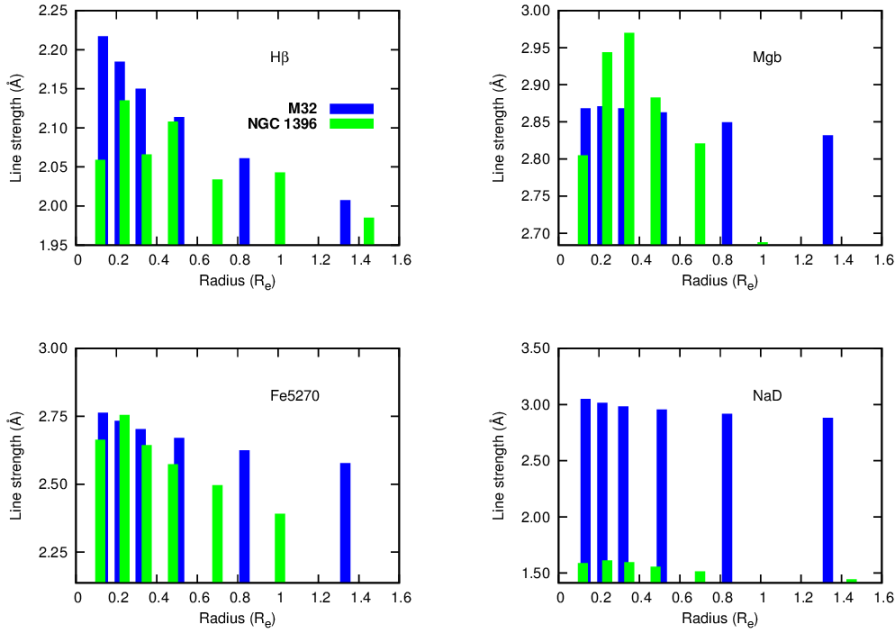 2.25
2.20
2.15
2.10
2.05
2.00
1.95
Line strength (Å)
Hβ
M32
NGC 1396
0 0.2 0.4 0.6 0.8 1 1.2 1.4 1.6
Radius (Re)
3.00
2.95
2.90
2.85
2.80
2.75
2.70
Line strength (Å)
Mgb
0 0.2 0.4 0.6 0.8 1 1.2 1.4 1.6
Radius (Re)
3.00
2.75
2.50
2.25
Line strength (Å)
Fe5270
0 0.2 0.4 0.6 0.8 1 1.2 1.4 1.6
Radius (Re)
3.50
3.00
2.50
2.00
1.50
Line strength (Å)
NaD
0 0.2 0.4 0.6 0.8 1 1.2 1.4 1.6
Radius (Re)